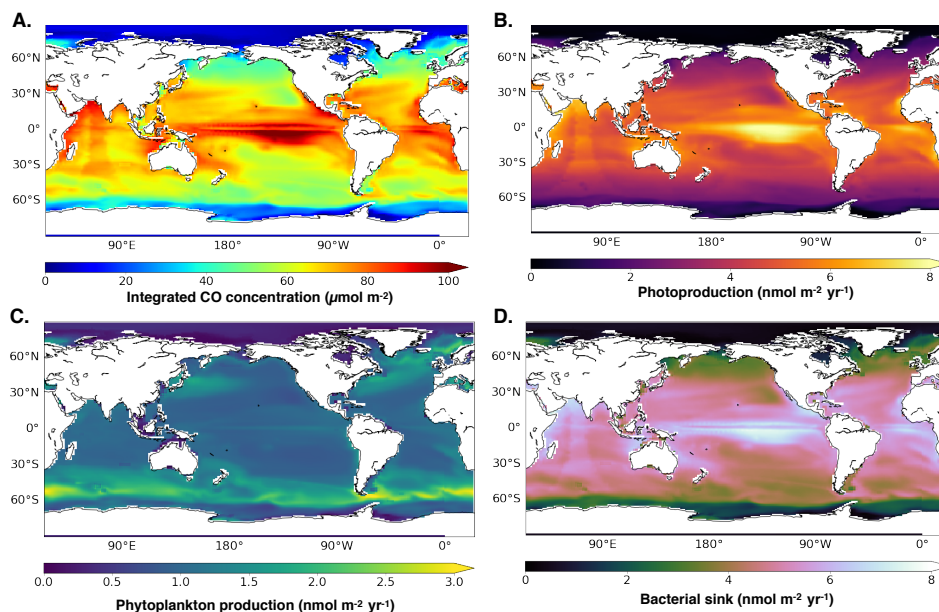 A.
60°N
30°N
0°
30°S
60°S
90°E 180° 90°W 0°
0 20 40 60 80 100
Integrated CO concentration (µmol m⁻²)
B.
60°N
30°N
0°
30°S
60°S
90°E 180° 90°W 0°
0 2 4 6 8
Photoproduction (nmol m⁻² yr⁻¹)
C.
60°N
30°N
0°
30°S
60°S
90°E 180° 90°W 0°
0.0 0.5 1.0 1.5 2.0 2.5 3.0
Phytoplankton production (nmol m⁻² yr⁻¹)
D.
60°N
30°N
0°
30°S
60°S
90°E 180° 90°W 0°
0 2 4 6 8
Bacterial sink (nmol m⁻² yr⁻¹)